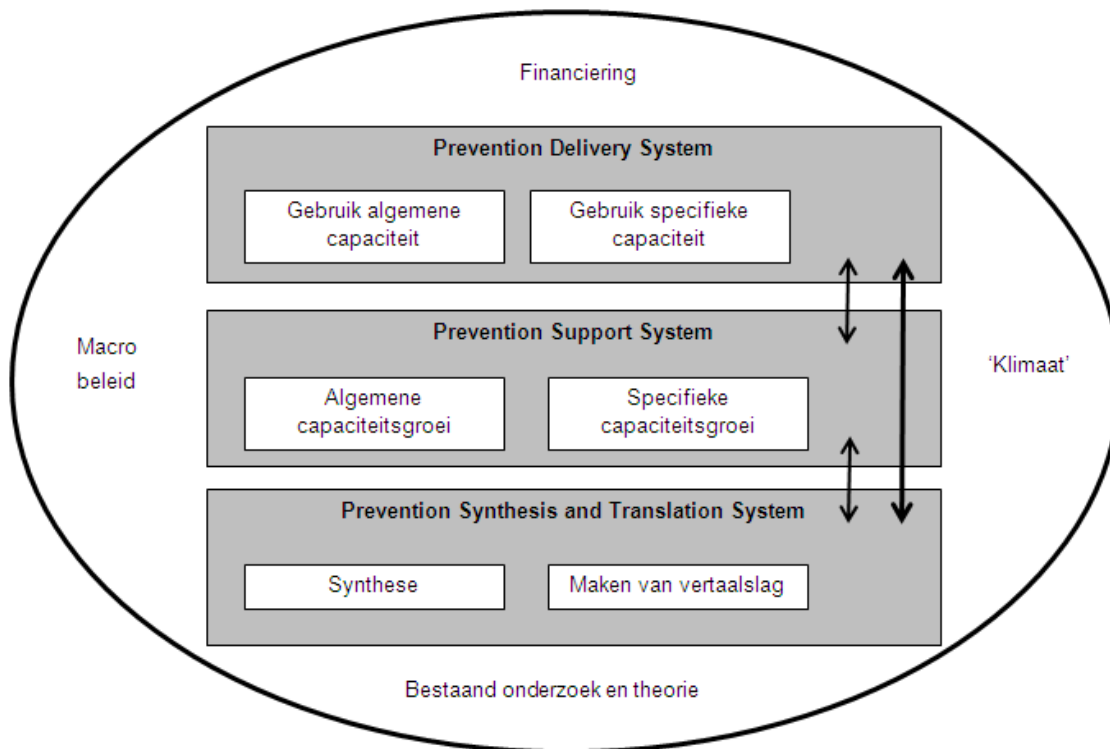 Financiering
Prevention Delivery System
Gebruik algemene
capaciteit
Gebruik specifieke
capaciteit
Prevention Support System
Macro
beleid
'Klimaat'
Algemene
capaciteitsgroei
Specifieke
capaciteitsgroei
Prevention Synthesis and Translation System
Synthese
Maken van vertaalslag
Bestaand onderzoek en theorie